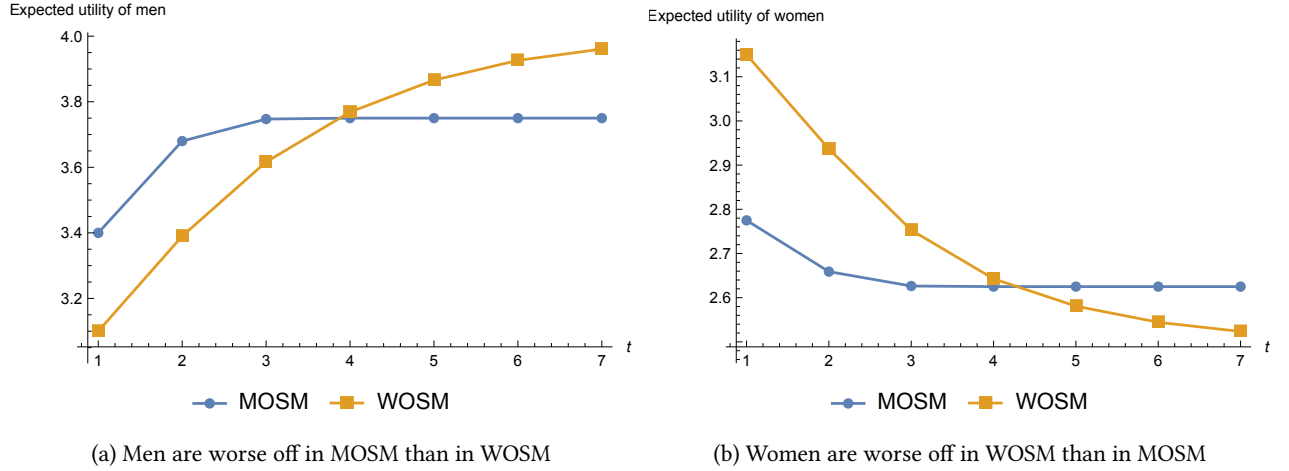 Expected utility of men
4.0
3.8
3.6
3.4
3.2
1 2 3 4 5 6 7 t
MOSM WOSM
(a) Men are worse off in MOSM than in WOSM
Expected utility of women
3.1
3.0
2.9
2.8
2.7
2.6
1 2 3 4 5 6 7 t
MOSM WOSM
(b) Women are worse off in WOSM than in MOSM